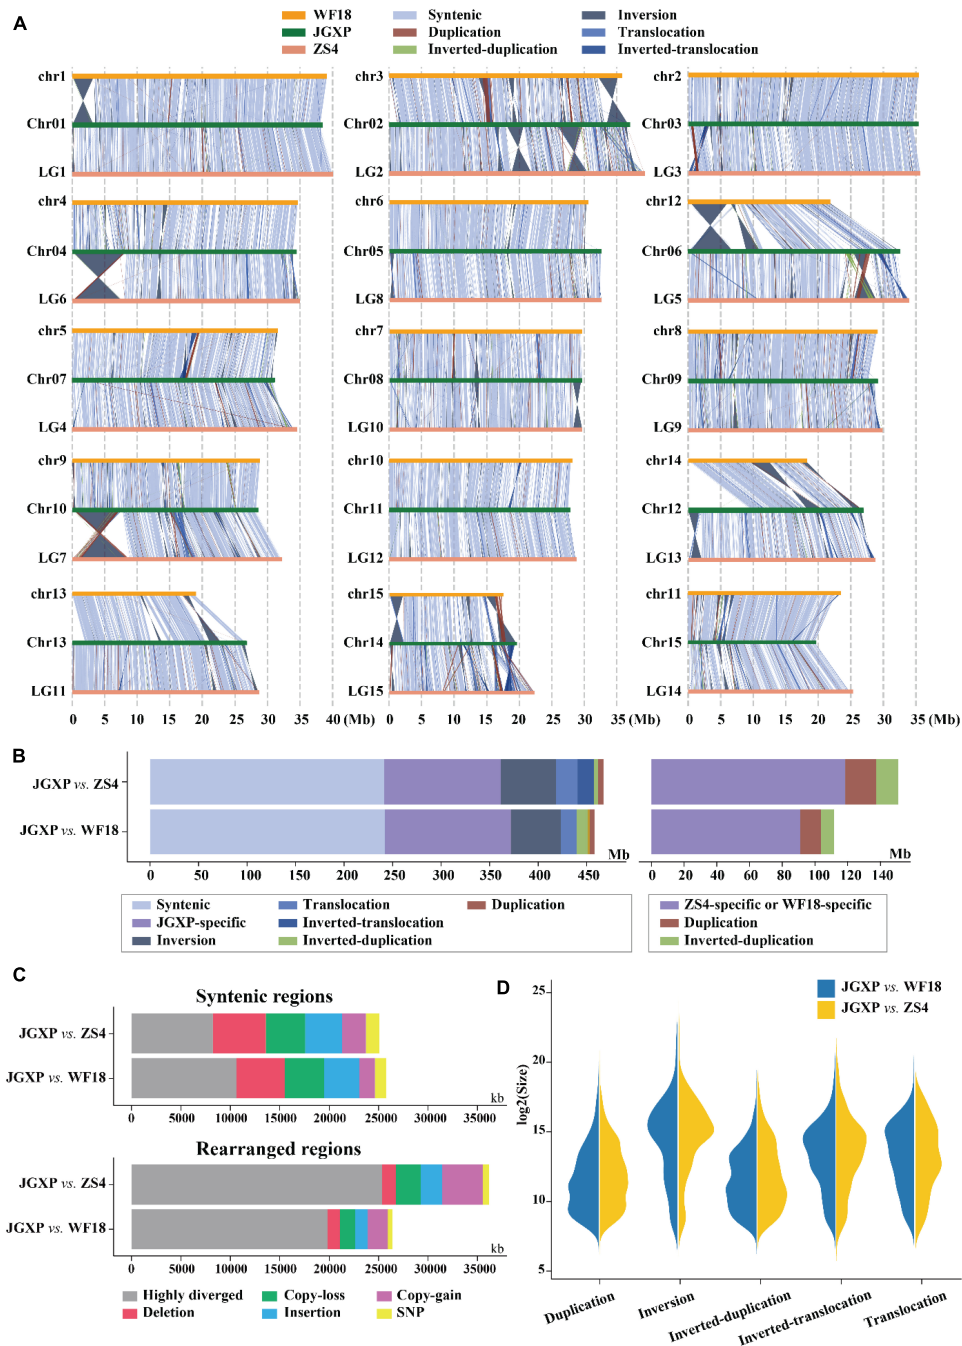 A
WF18 Syntenic Inversion
JGXP Duplication Translocation
ZS4 Inverted-duplication Inverted-translocation
chr1 chr3 chr2
Chr01 Chr02 Chr03
LG1 LG2 LG3
chr4 chr6 chr12
Chr04 Chr05 Chr06
LG6 LG8 LG5
chr5 chr7 chr8
Chr07 Chr08 Chr09
LG4 LG10 LG9
chr9 chr10 chr14
Chr10 Chr11 Chr12
LG7 LG12 LG13
chr13 chr15 chr11
Chr13 Chr14 Chr15
LG11 LG15 LG14
0 5 10 15 20 25 30 35 40 (Mb) 0 5 10 15 20 25 30 35 (Mb) 0 5 10 15 20 25 30 35 (Mb)
B
JGXP vs. ZS4
JGXP vs. WF18
Mb Mb
0 50 100 150 200 250 300 350 400 450 500 0 20 40 60 80 100 120 140
Syntenic Translocation Duplication
JGXP-specific Inverted-translocation
Inversion Inverted-duplication
ZS4-specific or WF18-specific
Duplication
Inverted-duplication
C
Syntenic regions
JGXP vs. ZS4
JGXP vs. WF18
kb
0 5000 10000 15000 20000 25000 30000 35000
Rearranged regions
JGXP vs. ZS4
JGXP vs. WF18
kb
0 5000 10000 15000 20000 25000 30000 35000
Highly diverged Copy-loss Copy-gain
Deletion Insertion SNP
D
JGXP vs. WF18
JGXP vs. ZS4
log2(Size)
25
20
15
10
5
Duplication Inversion Inverted-duplication Inverted-translocation Translocation